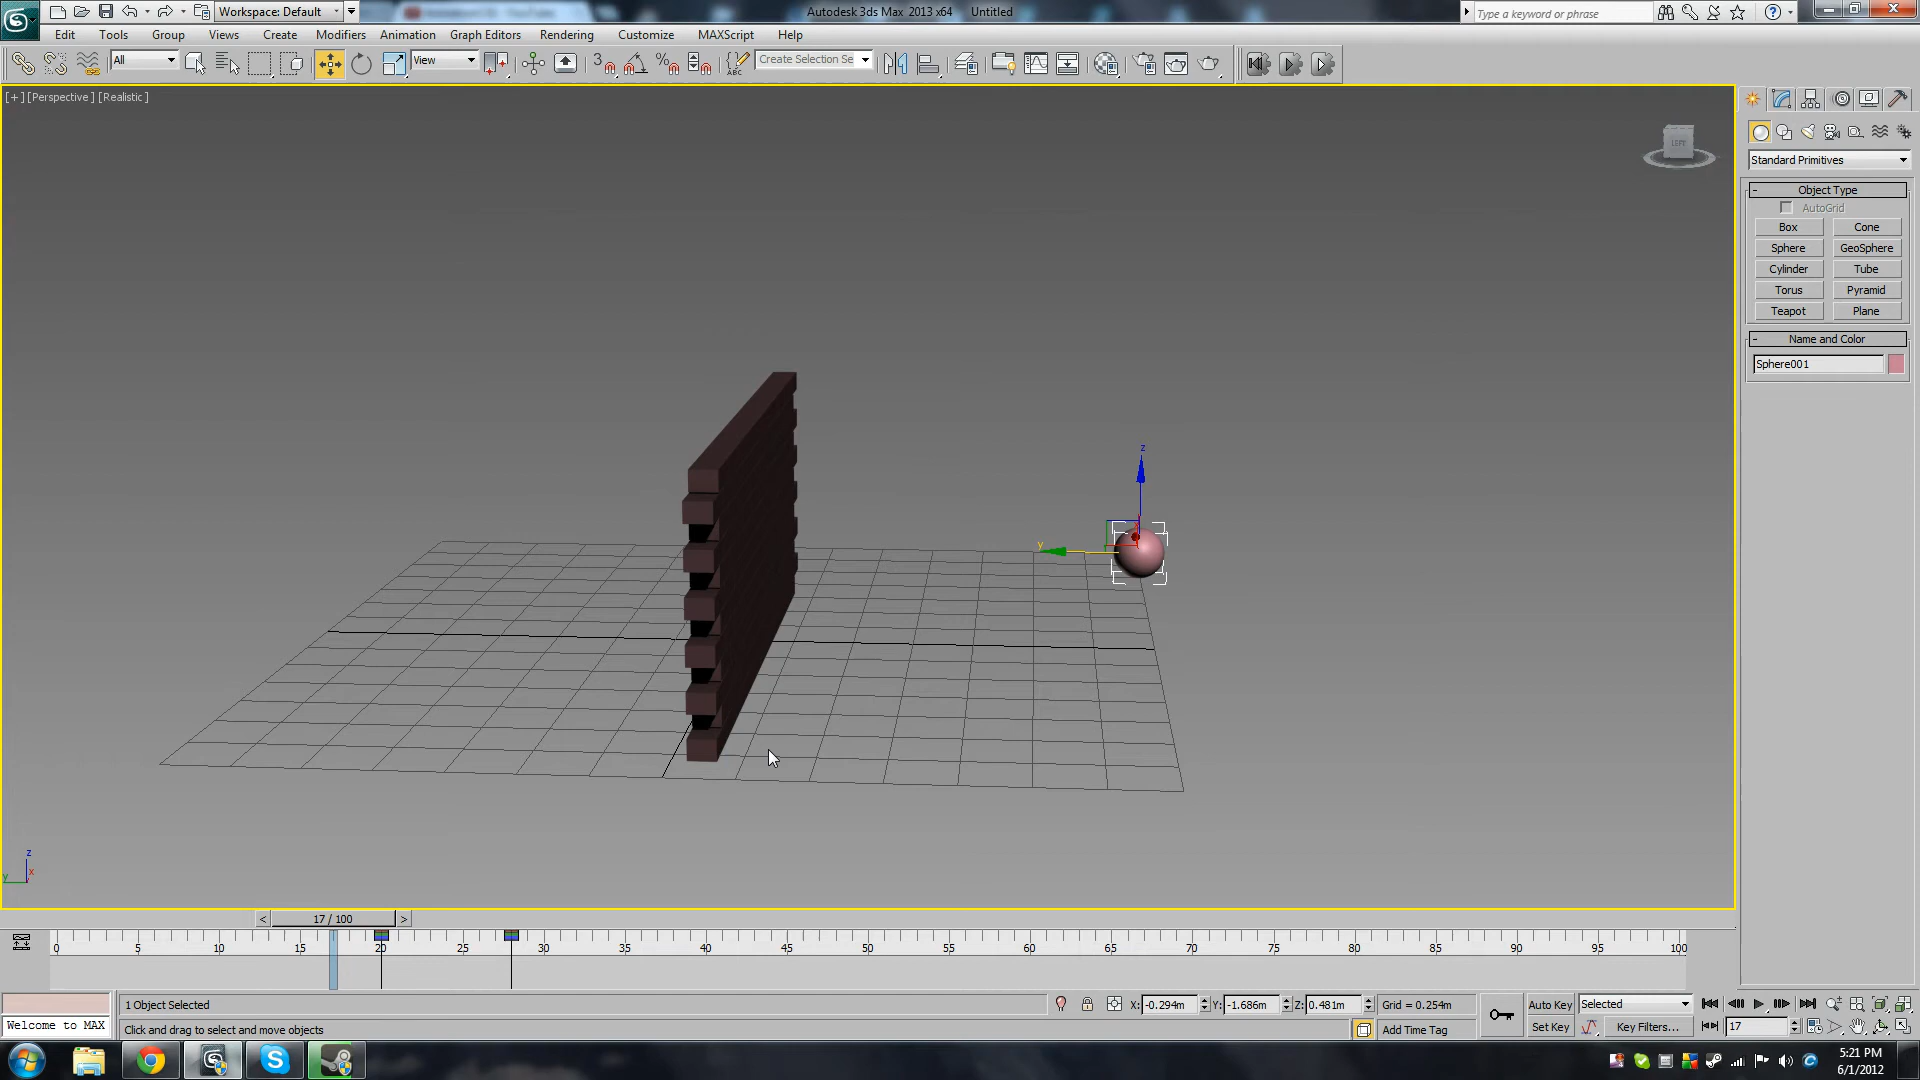 Workspace: Default
Autodesk 3ds Max 2013 x64 Untitled
Type a keyword or phrase
Edit Tools Group Views Create Modifiers Animation Graph Editors Rendering Customize MAXScript Help
All
View
3
ABC
Create Selection Se
[+] [Perspective] [Realistic]
LEFT
Standard Primitives
- Object Type
AutoGrid
Box Cone
Sphere GeoSphere
Cylinder Tube
Torus Pyramid
Teapot Plane
- Name and Color
Sphere001
z
y
z
y x
< 17 / 100 >
0 5 10 15 20 25 30 35 40 45 50 55 60 65 70 75 80 85 90 95 100
1 Object Selected
X: -0.294m Y: -1.686m Z: 0.481m Grid = 0.254m
Auto Key Selected
Welcome to MAX
Click and drag to select and move objects
Add Time Tag
Set Key Key Filters...
17
5:21 PM
6/1/2012